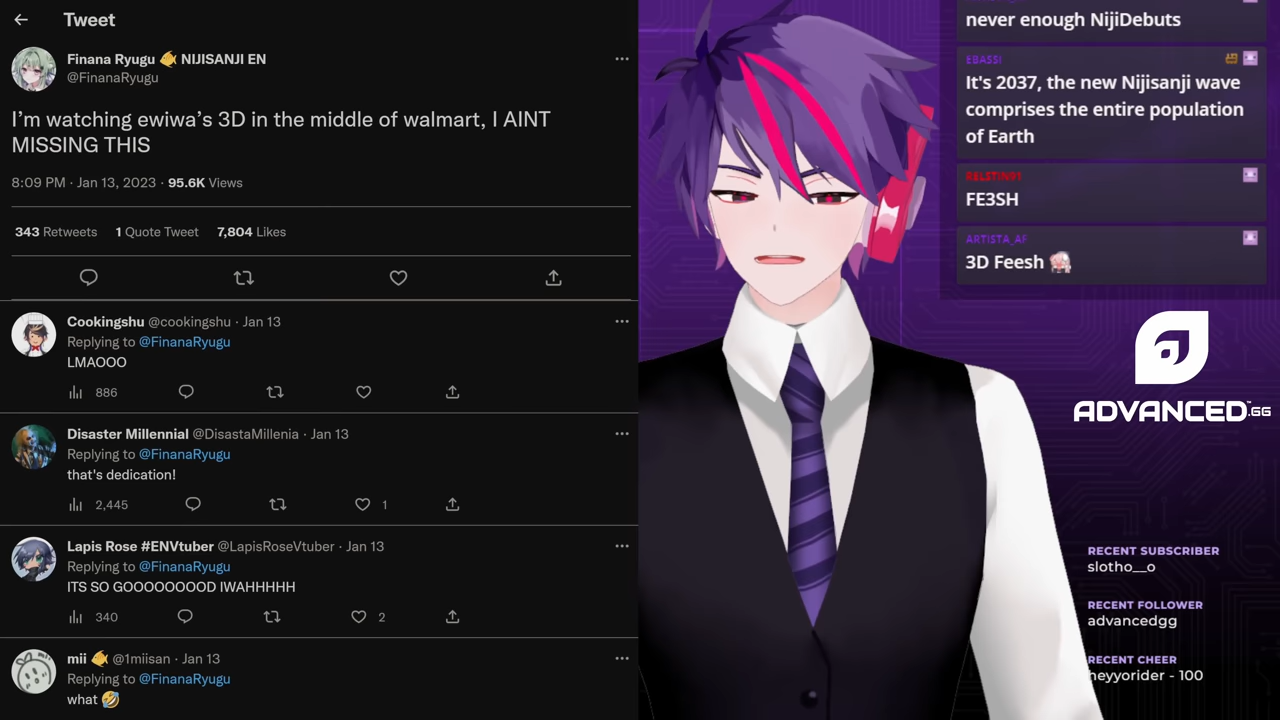 Tweet
Finana Ryugu 🐠 NIJISANJI EN
@FinanaRyugu
I'm watching ewiwa's 3D in the middle of walmart, I AINT
MISSING THIS
8:09 PM · Jan 13, 2023 · 95.6K Views
343 Retweets 1 Quote Tweet 7,804 Likes
Cookingshu @cookingshu · Jan 13
Replying to @FinanaRyugu
LMAOOO
886
Disaster Millennial @DisastaMillenia · Jan 13
Replying to @FinanaRyugu
that's dedication!
2,445 1
Lapis Rose #ENVtuber @LapisRoseVtuber · Jan 13
Replying to @FinanaRyugu
ITS SO GOOOOOOOOD IWAHHHHH
340 2
mii 🐠 @1miisan · Jan 13
Replying to @FinanaRyugu
what 🤣
never enough NijiDebuts
EBASSI
It's 2037, the new Nijisanji wave
comprises the entire population
of Earth
RELSTIN91
FE3SH
ARTISTA_AF
3D Feesh
ADVANCED™.GG
RECENT SUBSCRIBER
slotho__o
RECENT FOLLOWER
advancedgg
RECENT CHEER
heyyorider - 100